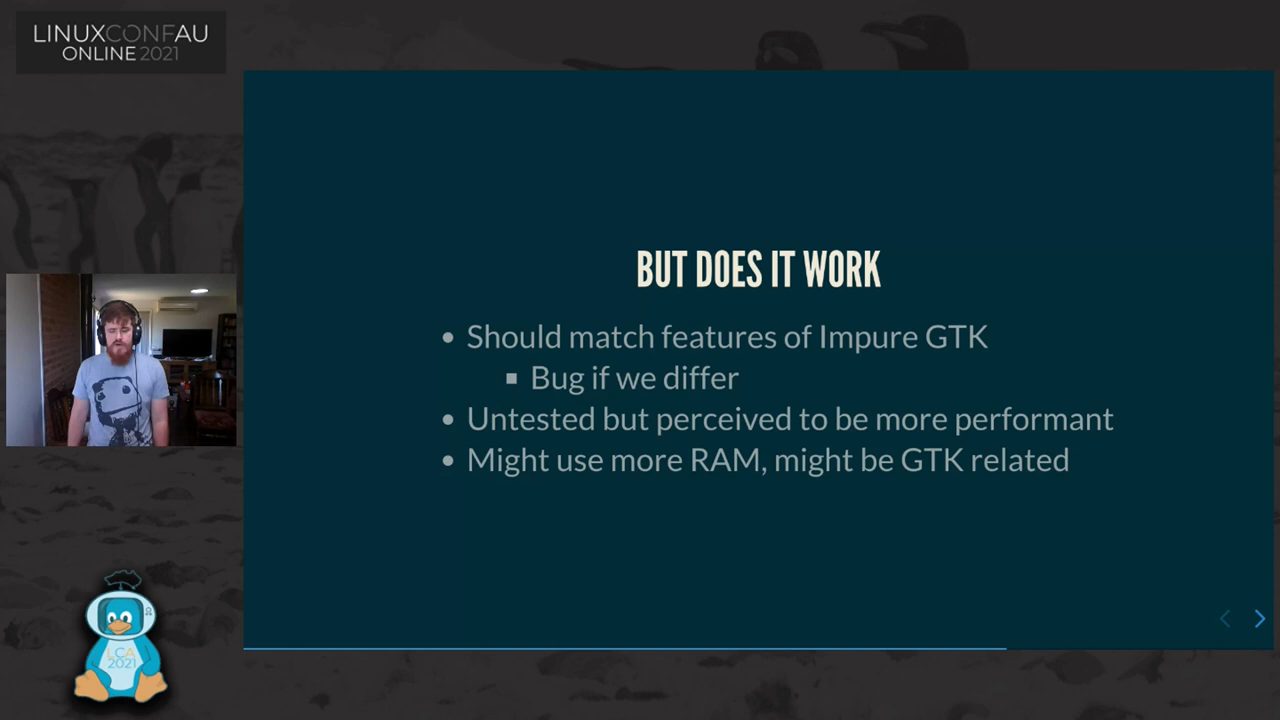 LINUXCONFAU
ONLINE 2021
BUT DOES IT WORK
Should match features of Impure GTK
Bug if we differ
Untested but perceived to be more performant
Might use more RAM, might be GTK related
LCA
2021